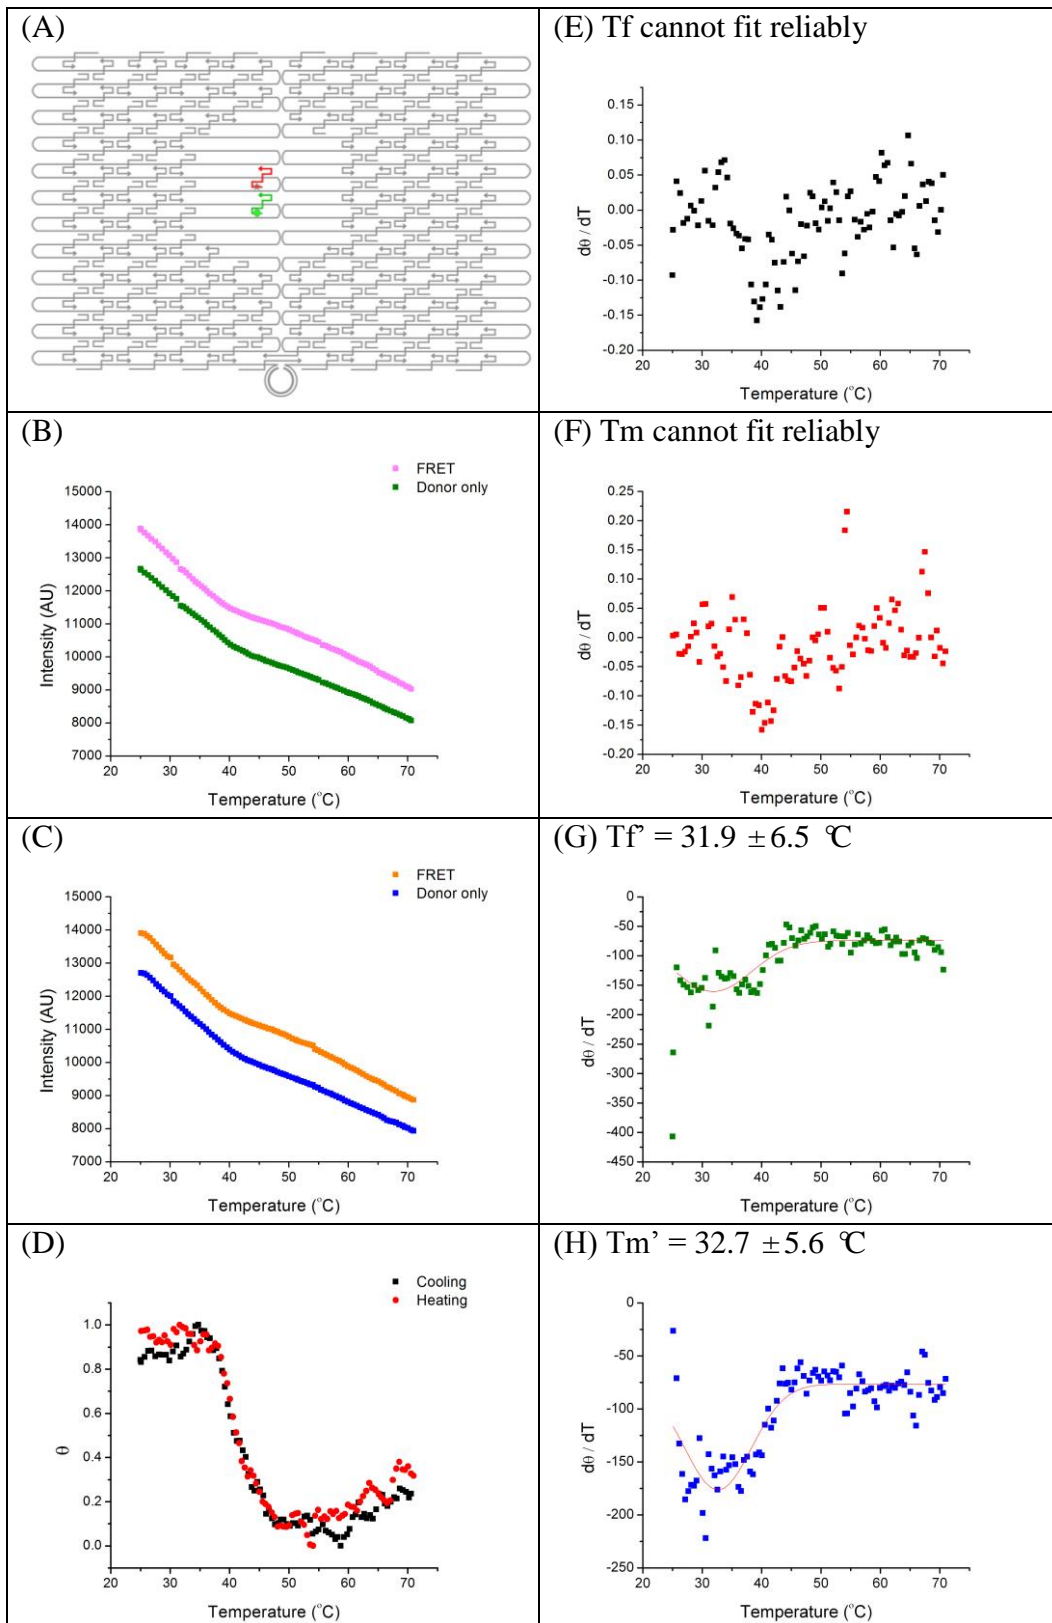 (A)
(B)
FRET
Donor only
15000
14000
13000
12000
11000
10000
9000
8000
7000
Intensity (AU)
20 30 40 50 60 70
Temperature (°C)
(C)
FRET
Donor only
15000
14000
13000
12000
11000
10000
9000
8000
7000
Intensity (AU)
20 30 40 50 60 70
Temperature (°C)
(D)
Cooling
Heating
1.0
0.8
0.6
0.4
0.2
0.0
θ
20 30 40 50 60 70
Temperature (°C)
(E) Tf cannot fit reliably
0.15
0.10
0.05
0.00
-0.05
-0.10
-0.15
-0.20
dθ / dT
20 30 40 50 60 70
Temperature (°C)
(F) Tm cannot fit reliably
0.25
0.20
0.15
0.10
0.05
0.00
-0.05
-0.10
-0.15
-0.20
dθ / dT
20 30 40 50 60 70
Temperature (°C)
(G) Tf’ = 31.9 ± 6.5 ℃
0
-50
-100
-150
-200
-250
-300
-350
-400
-450
dθ / dT
20 30 40 50 60 70
Temperature (°C)
(H) Tm’ = 32.7 ± 5.6 ℃
0
-50
-100
-150
-200
-250
dθ / dT
20 30 40 50 60 70
Temperature (°C)